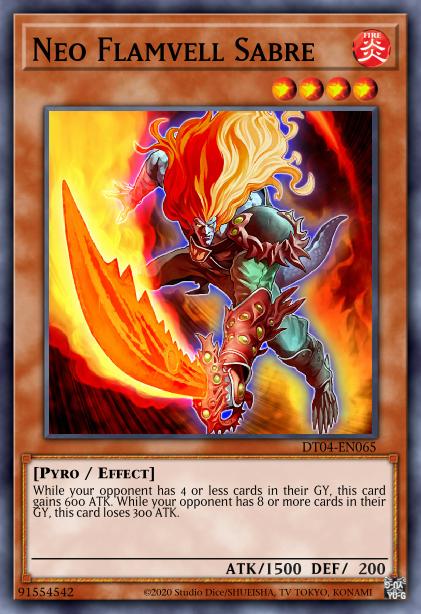 NEO FLAMVELL SABRE
FIRE
炎
DT04-EN065
[PYRO / EFFECT]
While your opponent has 4 or less cards in their GY, this card
gains 600 ATK. While your opponent has 8 or more cards in their
GY, this card loses 300 ATK.
ATK/1500 DEF/ 200
91554542
©2020 Studio Dice/SHUEISHA, TV TOKYO, KONAMI